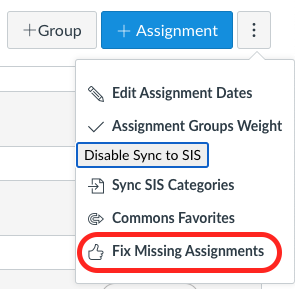 +Group
+ Assignment
Edit Assignment Dates
Assignment Groups Weight
Disable Sync to SIS
Sync SIS Categories
Commons Favorites
Fix Missing Assignments